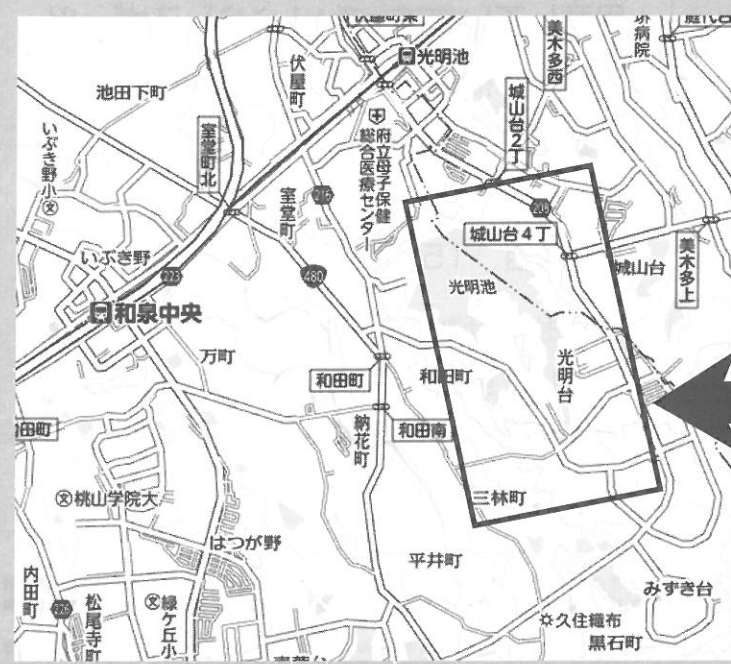 光明池
池田下町
伏屋町
美木多西
病院
城山台2丁
室堂町北
いぶき野小
府立母子保健
総合医療センター
室堂町
城山台4丁
美木多上
城山台
いぶき野
223
480
光明池
和泉中央
万町
和田町
和田町
光明台
納花町
和田南
桃山学院大
三林町
はつが野
平井町
内田町
226
松尾寺町
緑ケ丘小
みずき台
久住織布
黒石町